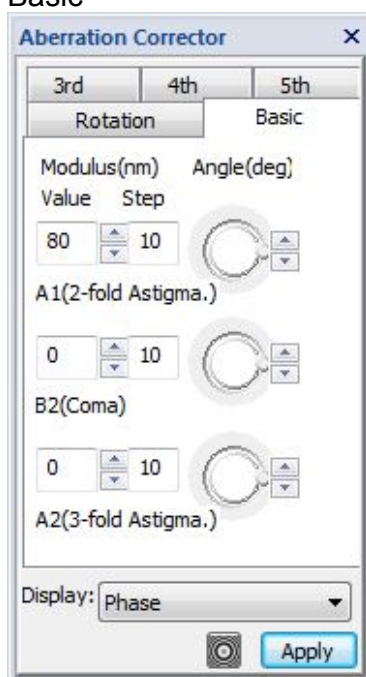 Basic
Aberration Corrector X
3rd 4th 5th
Rotation Basic
Modulus(nm) Angle(deg)
Value Step
80 10
A1(2-fold Astigma.)
0 10
B2(Coma)
0 10
A2(3-fold Astigma.)
Display: Phase
Apply